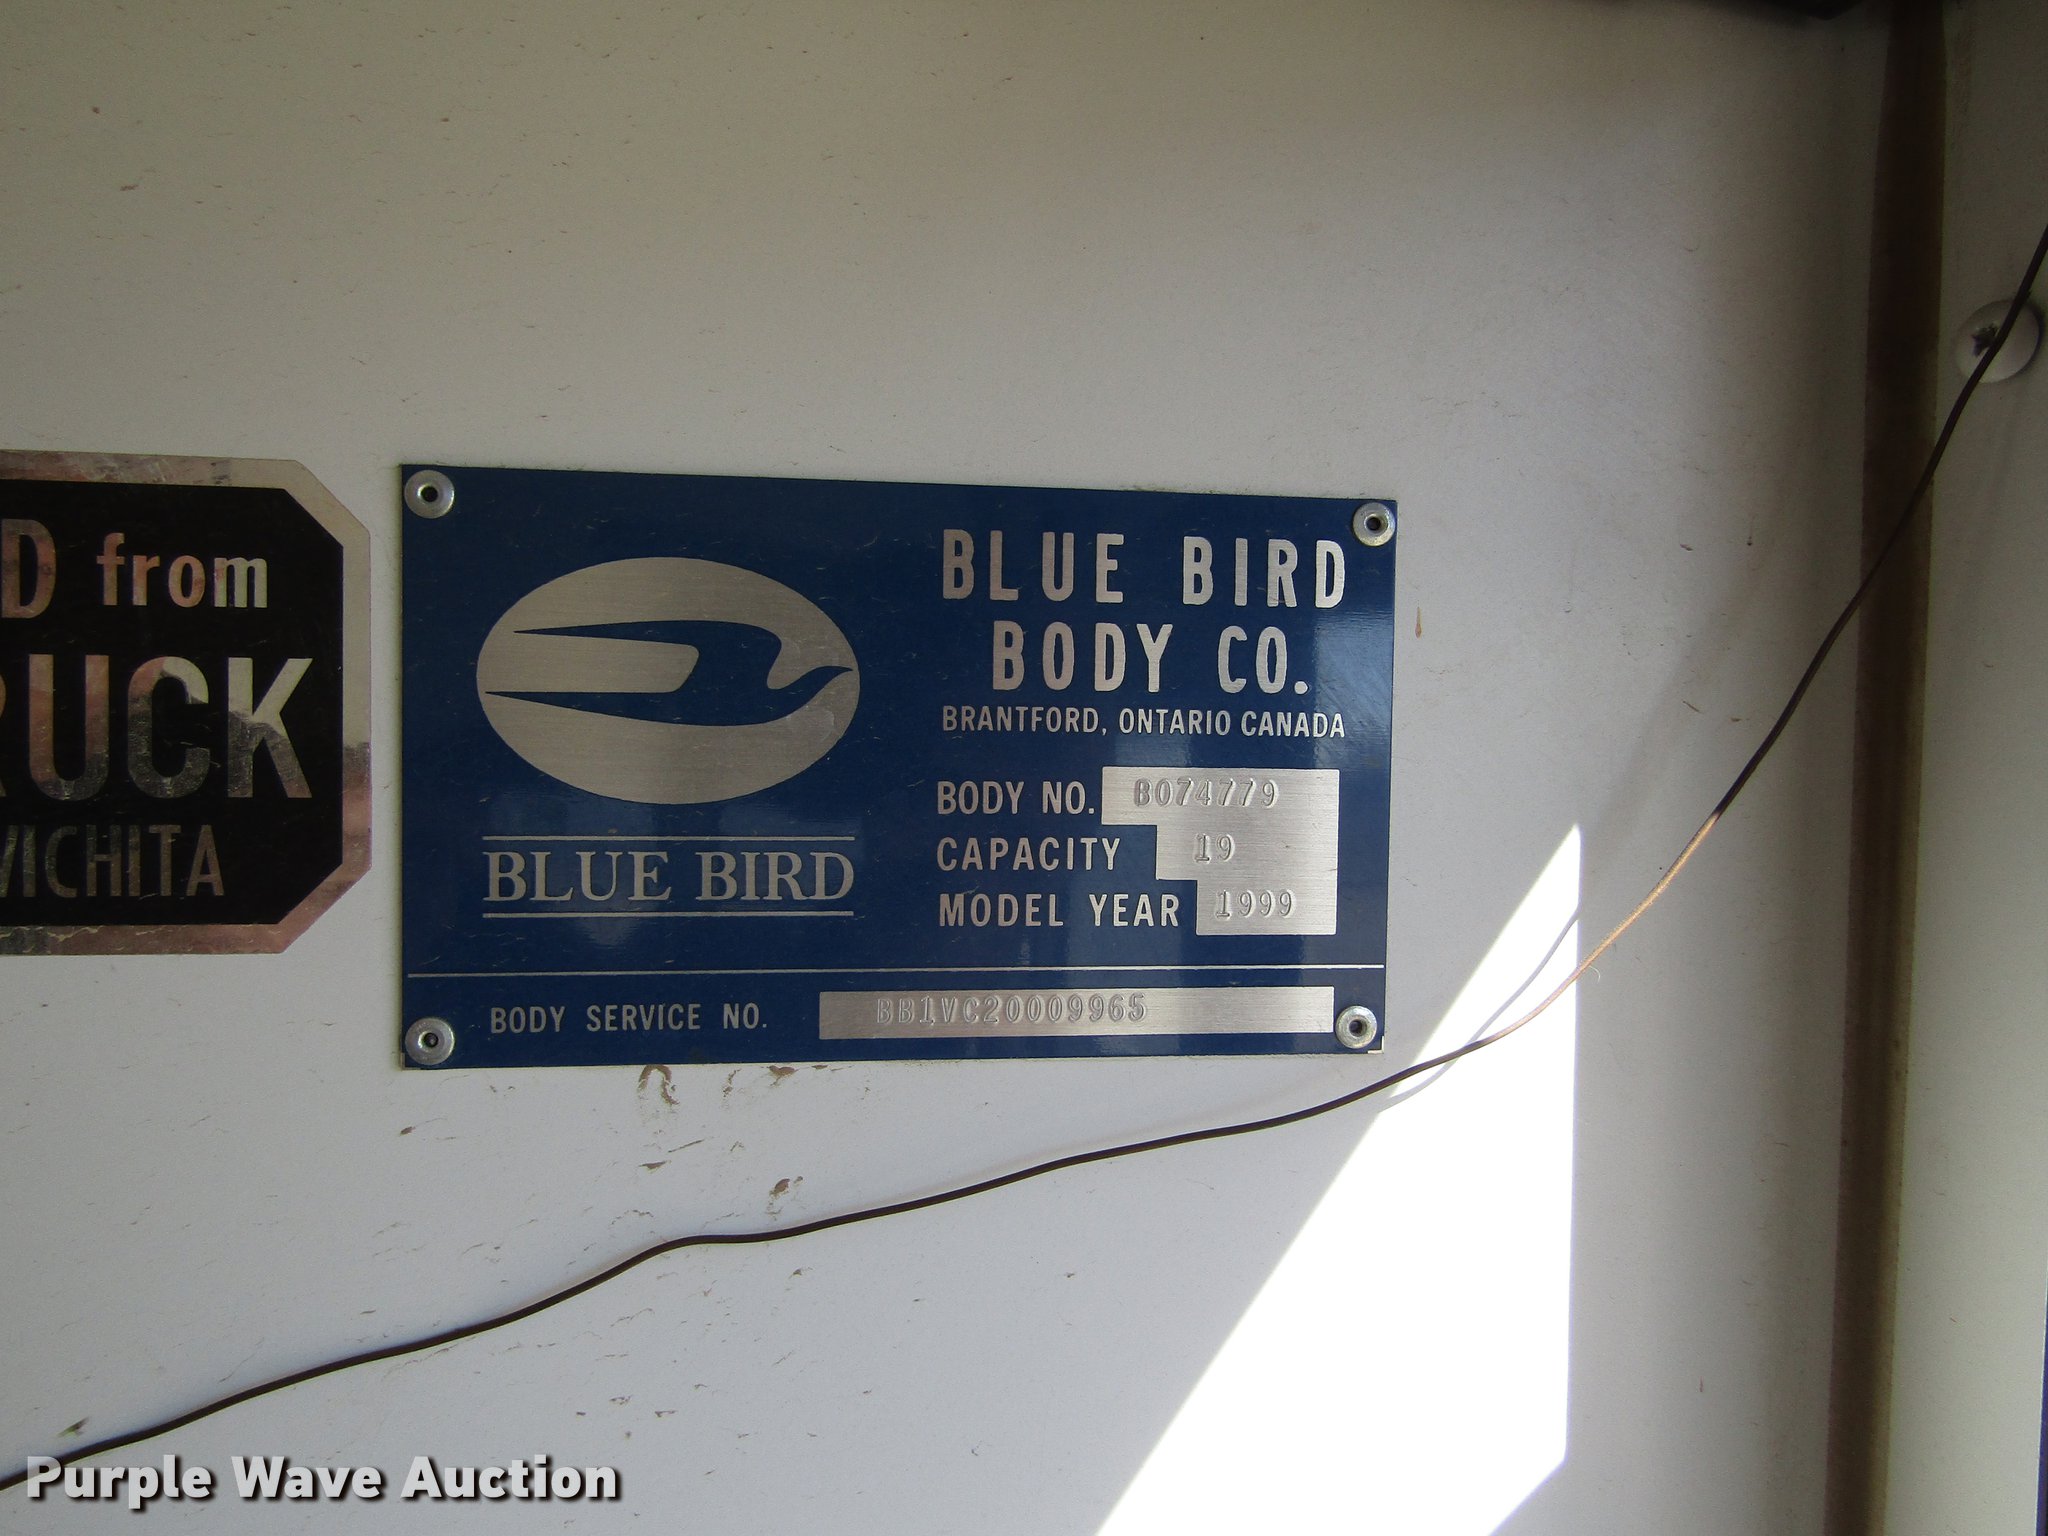 D from
RUCK
WICHITA
BLUE BIRD
BLUE BIRD
BODY CO.
BRANTFORD, ONTARIO CANADA
BODY NO. B074779
CAPACITY 19
MODEL YEAR 1999
BODY SERVICE NO. BB1VC20009965
Purple Wave Auction